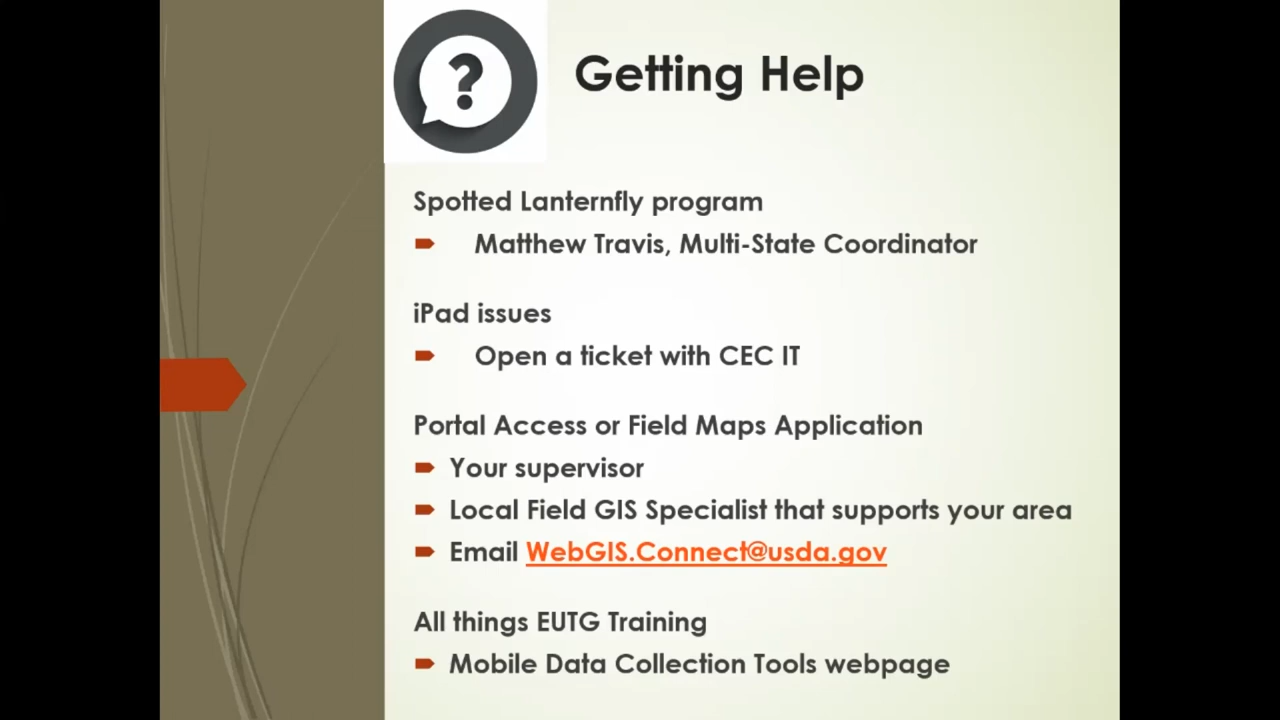 ?
Getting Help
Spotted Lanternfly program
Matthew Travis, Multi-State Coordinator
iPad issues
Open a ticket with CEC IT
Portal Access or Field Maps Application
Your supervisor
Local Field GIS Specialist that supports your area
Email WebGIS.Connect@usda.gov
All things EUTG Training
Mobile Data Collection Tools webpage